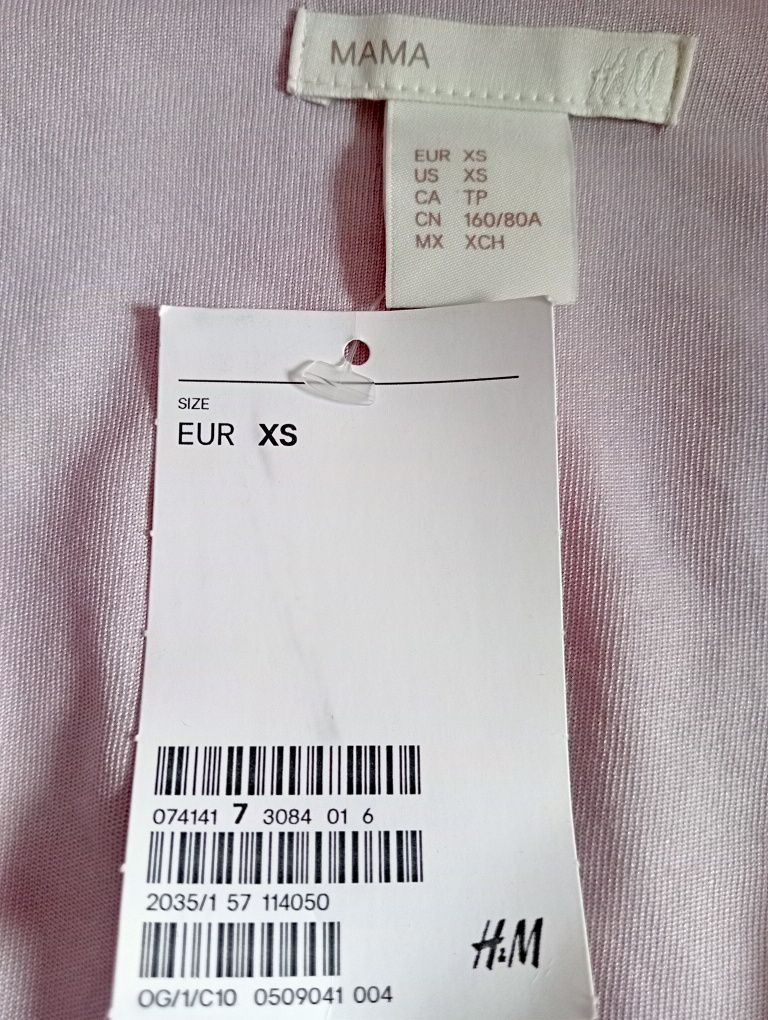 MAMA H&M
EUR XS
US XS
CA TP
CN 160/80A
MX XCH
SIZE
EUR XS
074141 7 3084 01 6
2035/1 57 114050
H&M
OG/1/C10 0509041 004